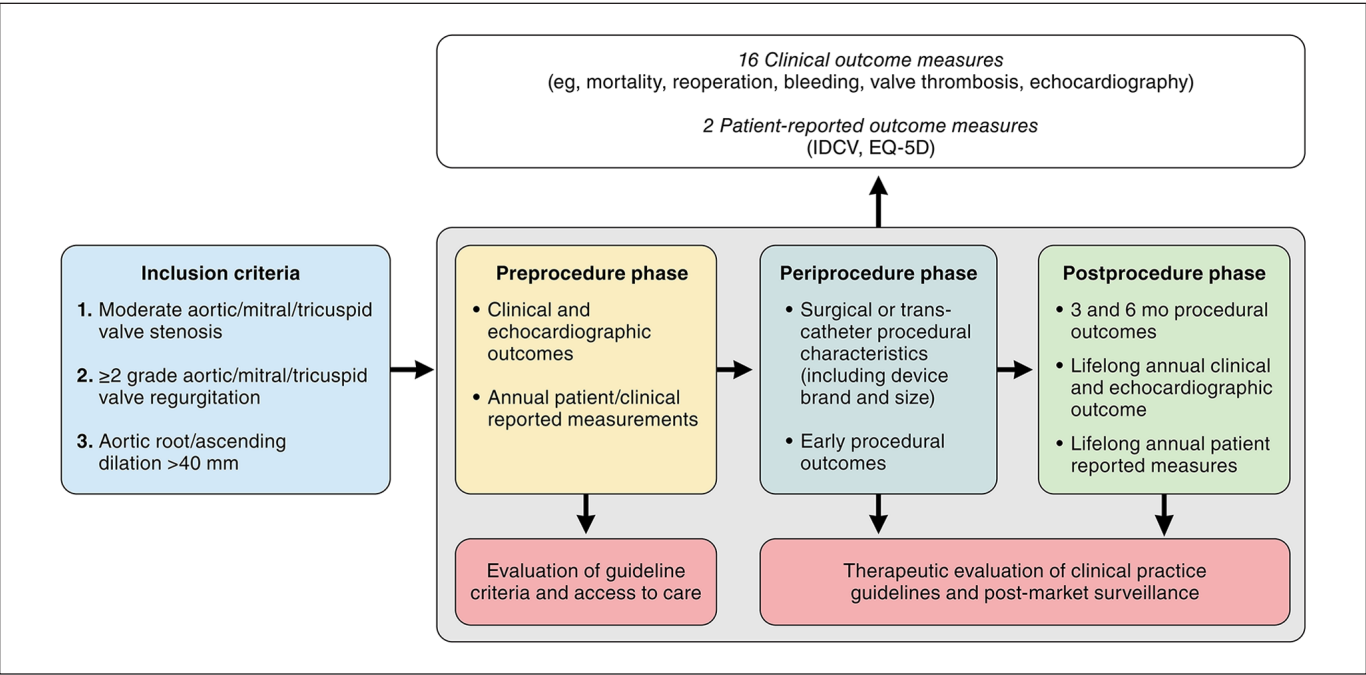 16 Clinical outcome measures
(eg, mortality, reoperation, bleeding, valve thrombosis, echocardiography)
2 Patient-reported outcome measures
(IDCV, EQ-5D)
Inclusion criteria
1. Moderate aortic/mitral/tricuspid
valve stenosis
2. ≥2 grade aortic/mitral/tricuspid
valve regurgitation
3. Aortic root/ascending
dilation >40 mm
Preprocedure phase
• Clinical and
echocardiographic
outcomes
• Annual patient/clinical
reported measurements
Periprocedure phase
• Surgical or trans-
catheter procedural
characteristics
(including device
brand and size)
• Early procedural
outcomes
Postprocedure phase
• 3 and 6 mo procedural
outcomes
• Lifelong annual clinical
and echocardiographic
outcome
• Lifelong annual patient
reported measures
Evaluation of guideline
criteria and access to care
Therapeutic evaluation of clinical practice
guidelines and post-market surveillance